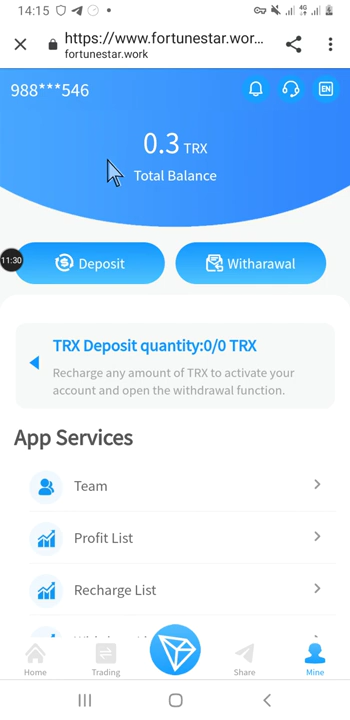 14:15
4G
https://www.fortunestar.wor...
fortunestar.work
988***546
EN
0.3 TRX
Total Balance
11:30
Deposit
Witharawal
TRX Deposit quantity:0/0 TRX
Recharge any amount of TRX to activate your
account and open the withdrawal function.
App Services
Team
Profit List
Recharge List
Home
Trading
Share
Mine